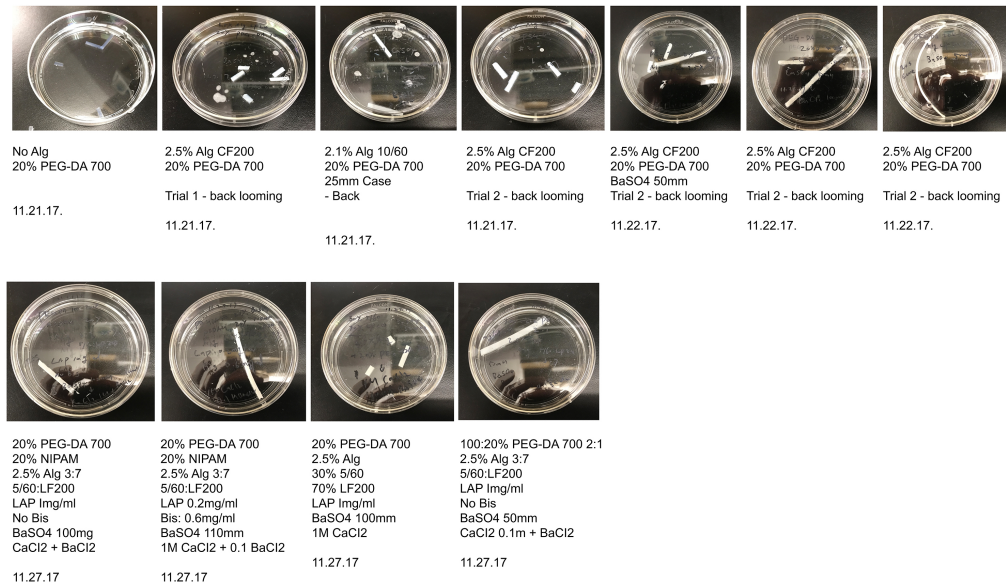 No Alg
20% PEG-DA 700
11.21.17.
2.5% Alg CF200
20% PEG-DA 700
Trial 1 - back looming
11.21.17.
2.1% Alg 10/60
20% PEG-DA 700
25mm Case
- Back
11.21.17.
2.5% Alg CF200
20% PEG-DA 700
Trial 2 - back looming
11.21.17.
2.5% Alg CF200
20% PEG-DA 700
BaSO4 50mm
Trial 2 - back looming
11.22.17.
2.5% Alg CF200
20% PEG-DA 700
Trial 2 - back looming
11.22.17.
2.5% Alg CF200
20% PEG-DA 700
Trial 2 - back looming
11.22.17.
20% PEG-DA 700
20% NIPAM
2.5% Alg 3:7
5/60:LF200
LAP Img/ml
No Bis
BaSO4 100mg
CaCl2 + BaCl2
11.27.17
20% PEG-DA 700
20% NIPAM
2.5% Alg 3:7
5/60:LF200
LAP 0.2mg/ml
Bis: 0.6mg/ml
BaSO4 110mm
1M CaCl2 + 0.1 BaCl2
11.27.17
20% PEG-DA 700
2.5% Alg
30% 5/60
70% LF200
LAP Img/ml
BaSO4 100mm
1M CaCl2
11.27.17
100:20% PEG-DA 700 2:1
2.5% Alg 3:7
5/60:LF200
LAP Img/ml
No Bis
BaSO4 50mm
CaCl2 0.1m + BaCl2
11.27.17